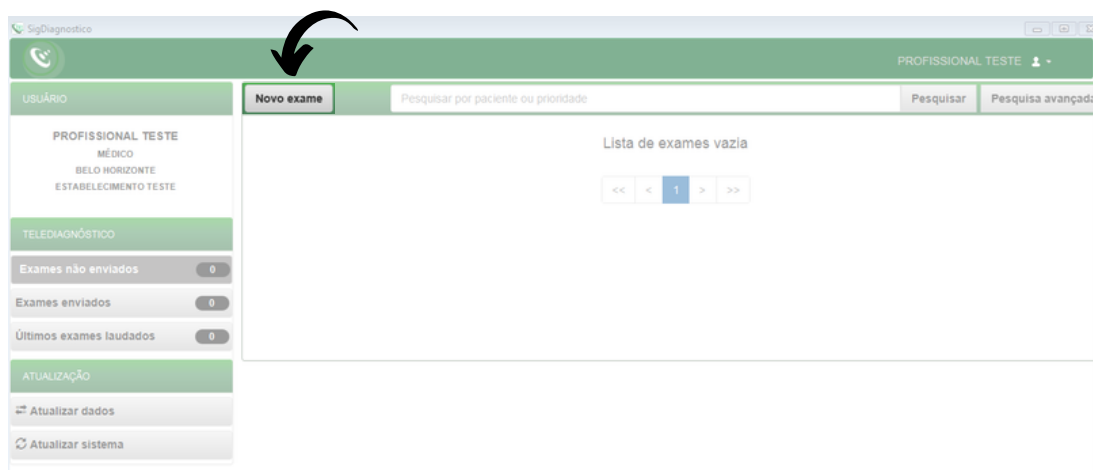 SigDiagnostico
PROFISSIONAL TESTE
USUÁRIO
PROFISSIONAL TESTE
MÉDICO
BELO HORIZONTE
ESTABELECIMENTO TESTE
TELEDIAGNÓSTICO
Exames não enviados 0
Exames enviados 0
Últimos exames laudados 0
ATUALIZAÇÃO
Atualizar dados
Atualizar sistema
Novo exame Pesquisar por paciente ou prioridade Pesquisar Pesquisa avançada
Lista de exames vazia
<< < 1 > >>